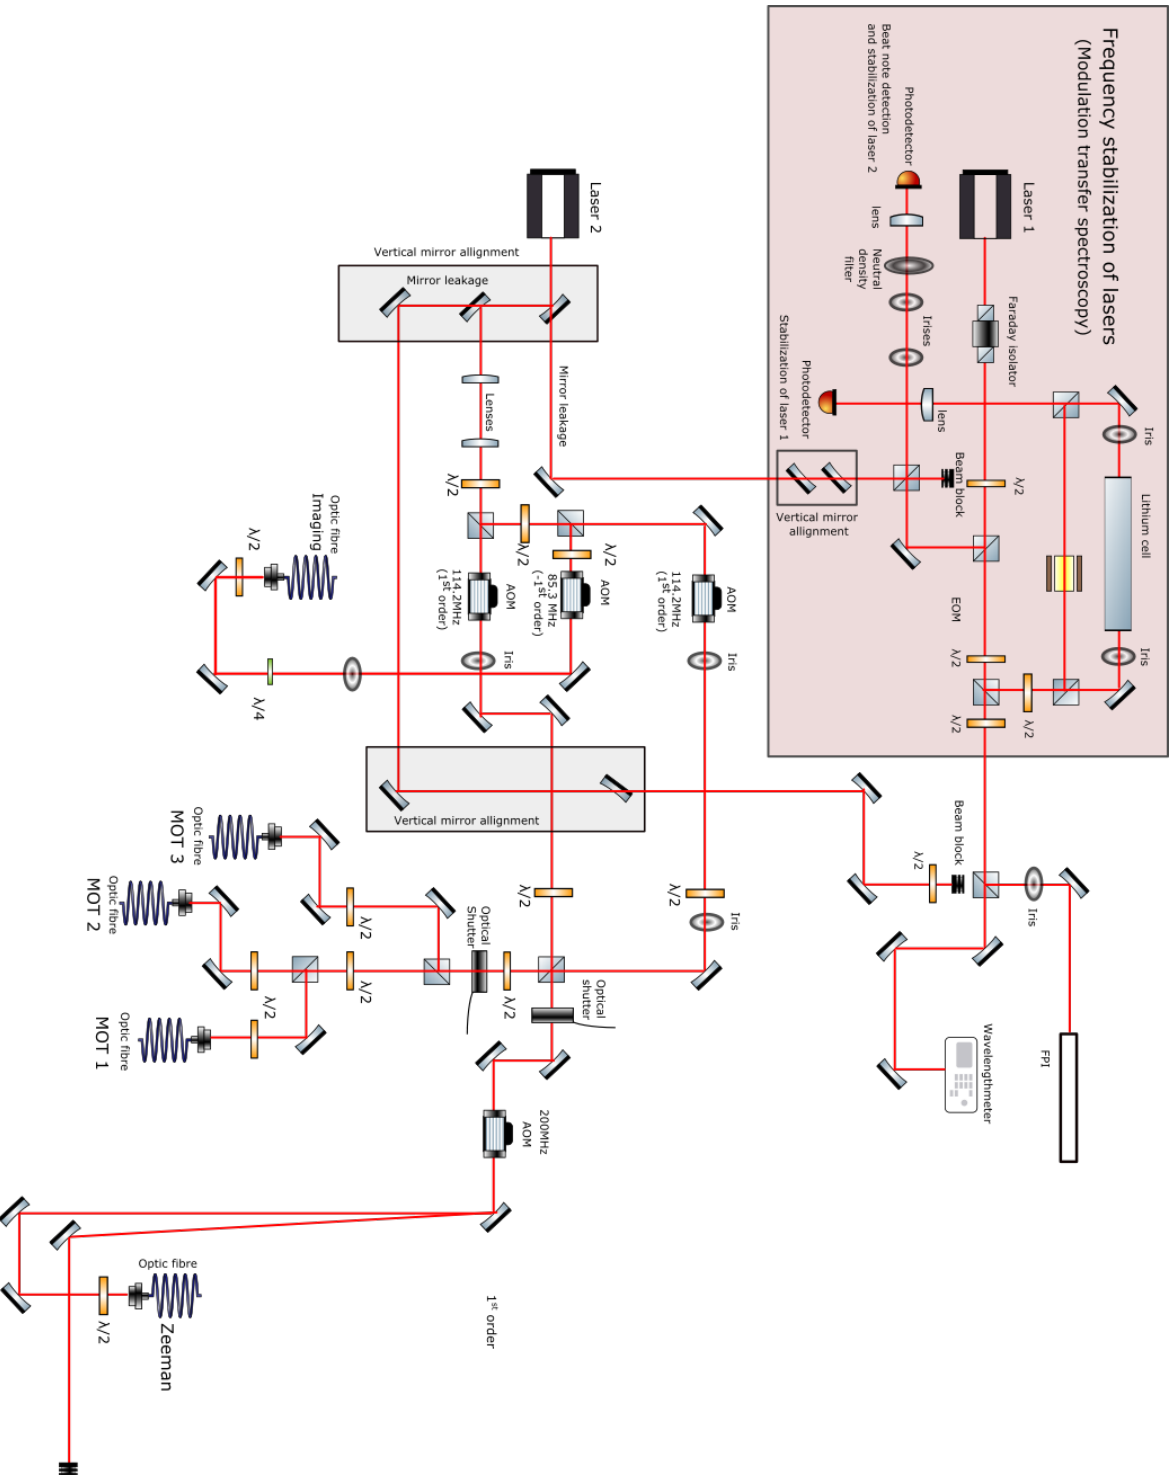 Frequency stabilization of lasers
(Modulation transfer spectroscopy)
Beat note detection
and stabilization of laser 2
Photodetector
lens
Neutral
density
filter
Irises
Laser 1
Faraday isolator
Iris
Lithium cell
Iris
Stabilization of laser 1
Photodetector
lens
Beam block
λ/2
Vertical mirror
allignment
EOM
λ/2
λ/2
λ/2
Laser 2
Vertical mirror allignment
Mirror leakage
Mirror leakage
Lenses
λ/2
λ/2
λ/2
Optic fibre
Imaging
λ/2
AOM
114.2MHz
(1st order)
AOM
85.3 MHz
(-1st order)
AOM
114.2MHz
(1st order)
Iris
Iris
λ/4
Vertical mirror allignment
Beam block
λ/2
Iris
FPI
Wavelengthmeter
Optic fibre
MOT 3
Optic fibre
MOT 2
Optic fibre
MOT 1
λ/2
λ/2
λ/2
Optical
Shutter
λ/2
λ/2
λ/2
Iris
Optical
shutter
200MHz
AOM
1st order
Optic fibre
Zeeman
λ/2